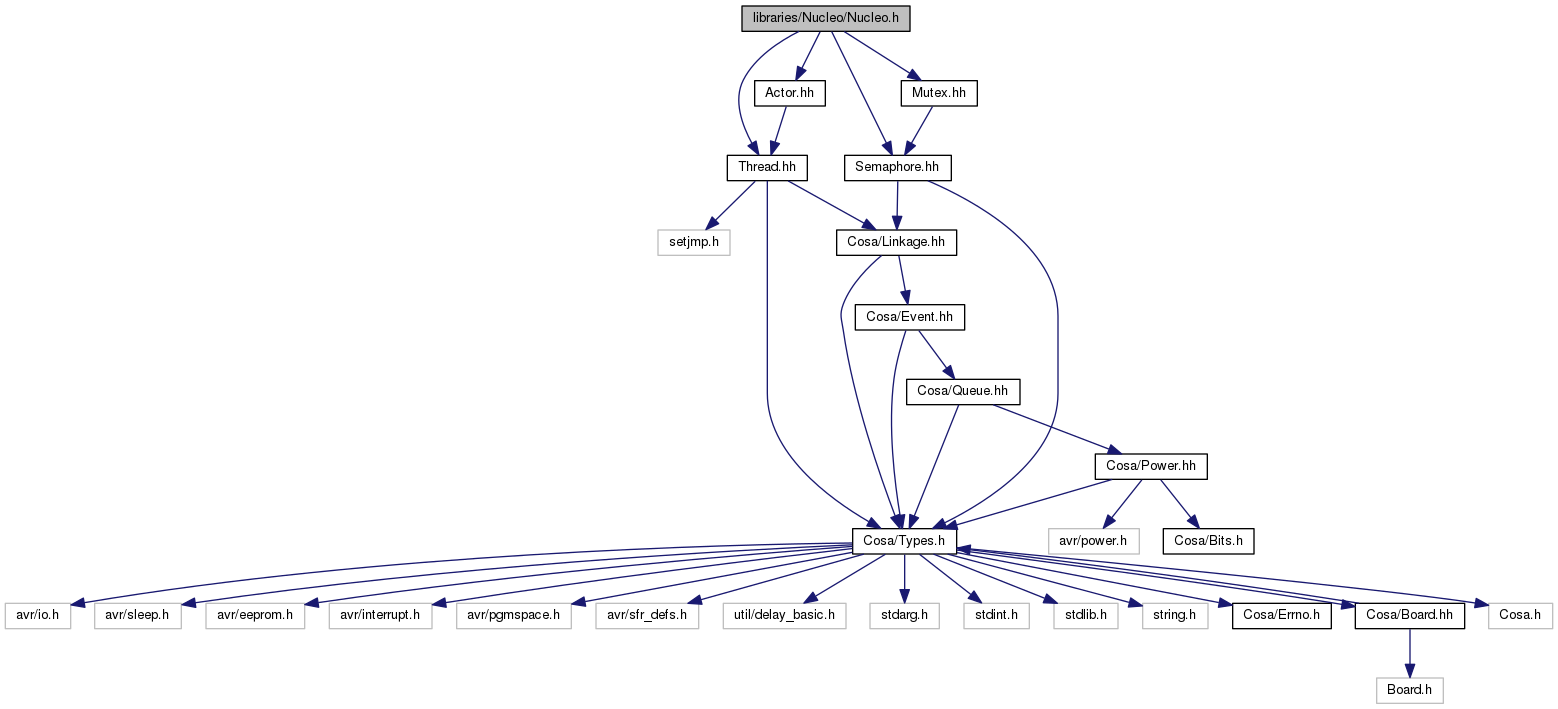 libraries/Nucleo/Nucleo.h
Actor.hh
Mutex.hh
Thread.hh
Semaphore.hh
setjmp.h
Cosa/Linkage.hh
Cosa/Event.hh
Cosa/Queue.hh
Cosa/Power.hh
Cosa/Types.h
avr/power.h
Cosa/Bits.h
avr/io.h
avr/sleep.h
avr/eeprom.h
avr/interrupt.h
avr/pgmspace.h
avr/sfr_defs.h
util/delay_basic.h
stdarg.h
stdint.h
stdlib.h
string.h
Cosa/Errno.h
Cosa/Board.hh
Cosa.h
Board.h